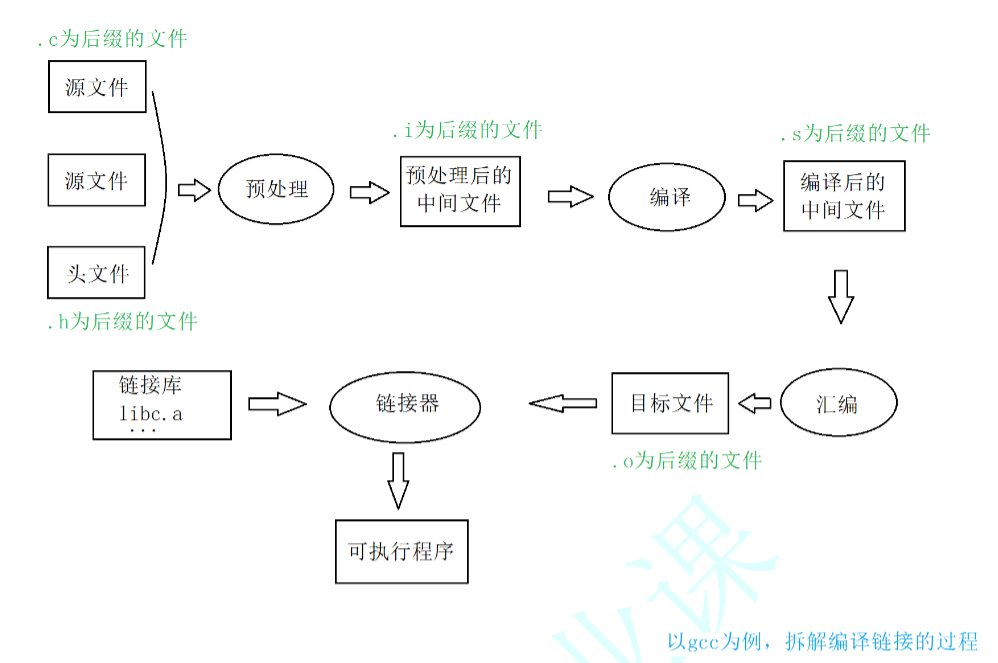 .c为后缀的文件
源文件
源文件
头文件
.h为后缀的文件
预处理
.i为后缀的文件
预处理后的
中间文件
编译
.s为后缀的文件
编译后的
中间文件
汇编
目标文件
.o为后缀的文件
链接器
链接库
libc.a
...
可执行程序
业课
以gcc为例，拆解编译链接的过程